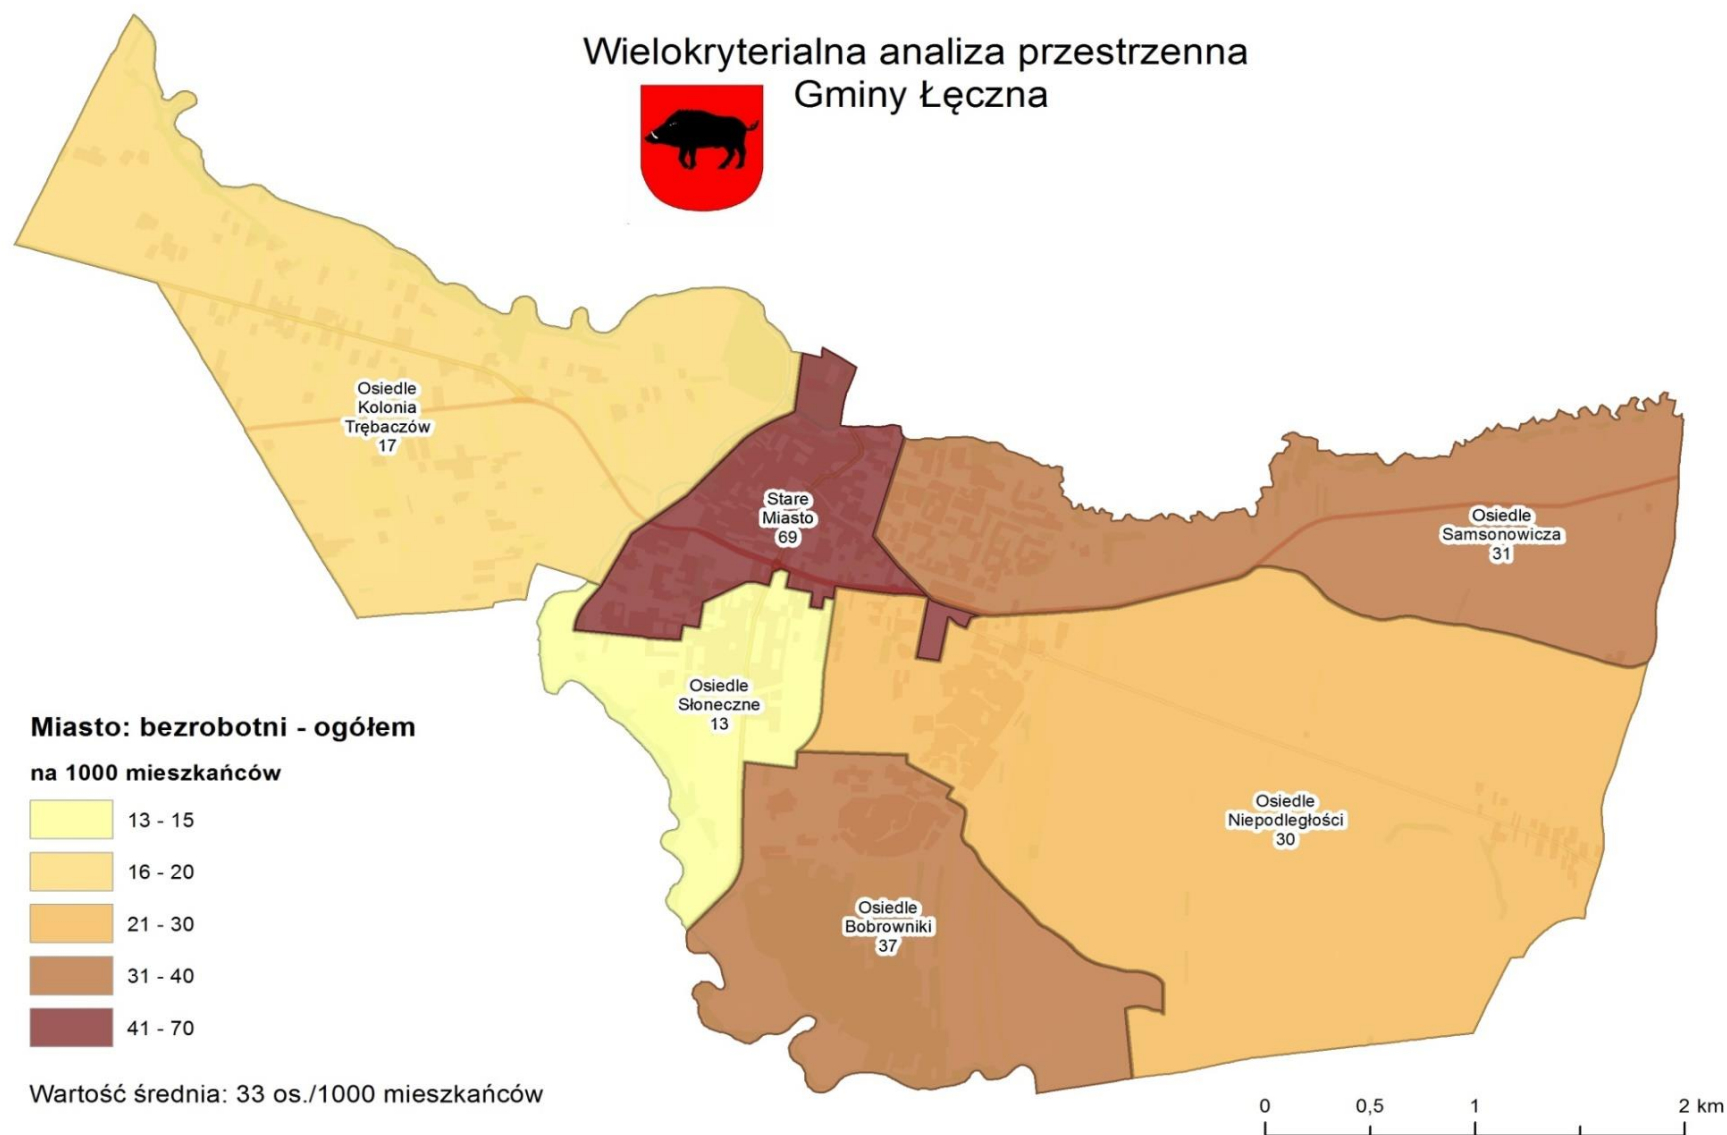 Wielokryterialna analiza przestrzenna
Gminy Łęczna
Osiedle
Kolonia
Trębaczów
17
Stare
Miasto
69
Osiedle
Samsonowicza
31
Osiedle
Słoneczne
13
Osiedle
Niepodległości
30
Osiedle
Bobrowniki
37
Miasto: bezrobotni - ogółem
na 1000 mieszkańców
13 - 15
16 - 20
21 - 30
31 - 40
41 - 70
Wartość średnia: 33 os./1000 mieszkańców
0 0,5 1 2 km